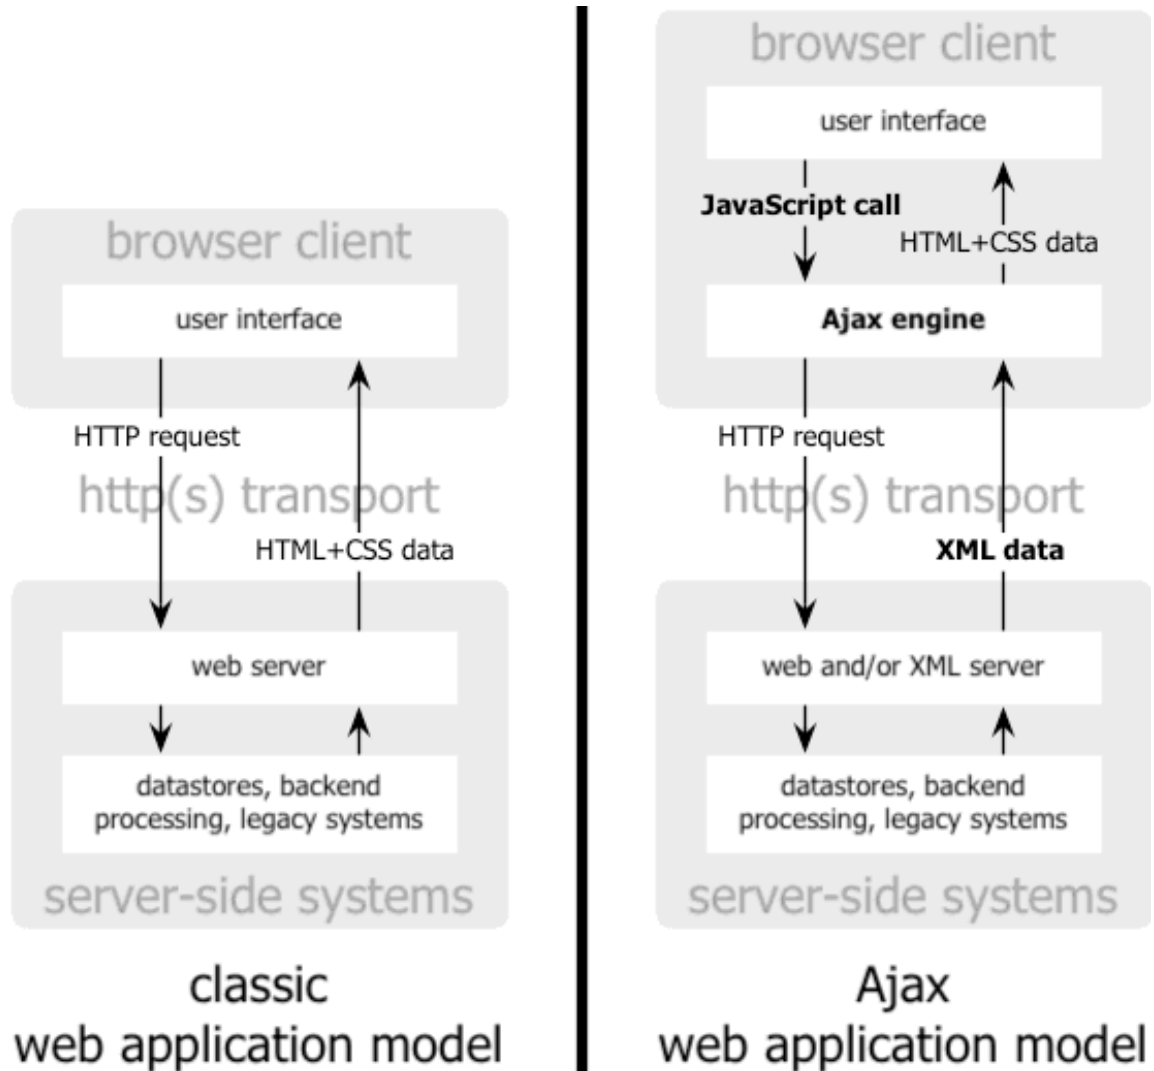 browser client
user interface
HTTP request
http(s) transport
HTML+CSS data
web server
datastores, backend
processing, legacy systems
server-side systems
classic
web application model
browser client
user interface
JavaScript call
HTML+CSS data
Ajax engine
HTTP request
http(s) transport
XML data
web and/or XML server
datastores, backend
processing, legacy systems
server-side systems
Ajax
web application model